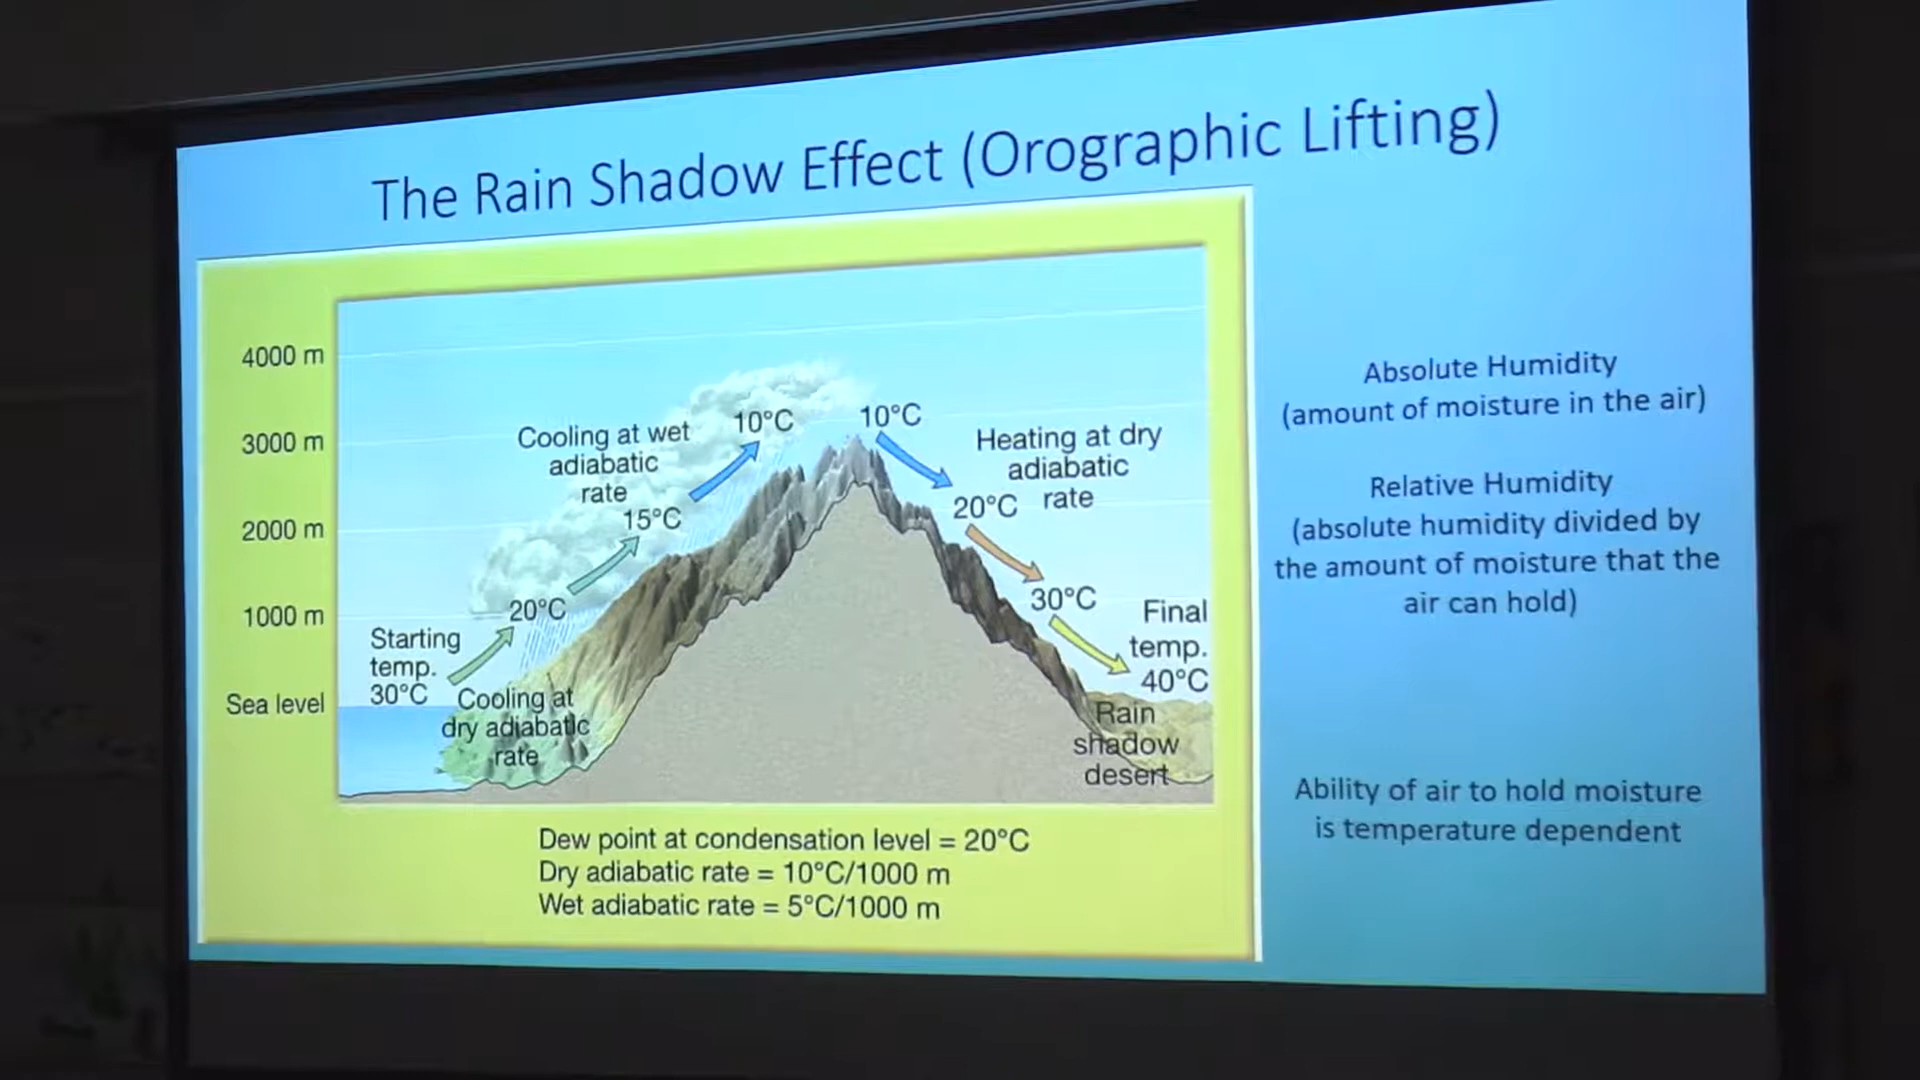 The Rain Shadow Effect (Orographic Lifting)
4000 m
3000 m
2000 m
1000 m
Sea level
Starting
temp.
30°C
Cooling at
dry adiabatic
rate
20°C
Cooling at wet
adiabatic
rate
15°C
10°C
10°C
Heating at dry
adiabatic
rate
20°C
30°C
Final
temp.
40°C
Rain
shadow
desert
Dew point at condensation level = 20°C
Dry adiabatic rate = 10°C/1000 m
Wet adiabatic rate = 5°C/1000 m
Absolute Humidity
(amount of moisture in the air)
Relative Humidity
(absolute humidity divided by
the amount of moisture that the
air can hold)
Ability of air to hold moisture
is temperature dependent